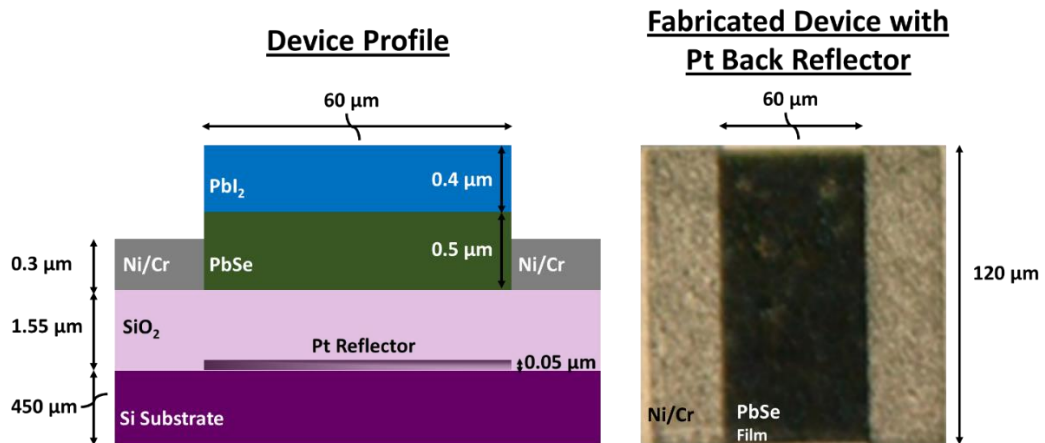 Device Profile
60 μm
PbI₂
0.4 μm
PbSe
0.5 μm
Ni/Cr
Ni/Cr
0.3 μm
1.55 μm
SiO₂
Pt Reflector
0.05 μm
450 μm
Si Substrate
Fabricated Device with
Pt Back Reflector
60 μm
120 μm
Ni/Cr
PbSe
Film